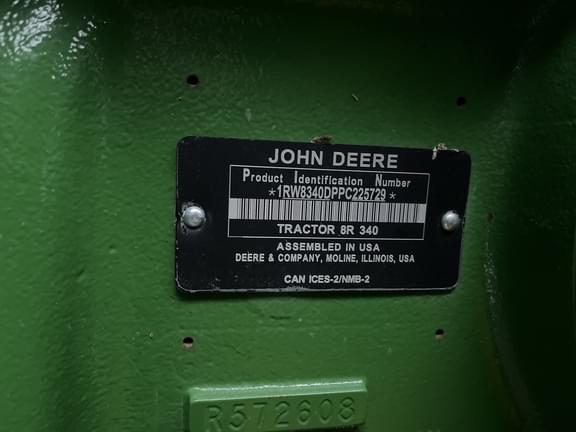 JOHN DEERE
Product Identification Number
*1RW8340DPPC225729*
TRACTOR 8R 340
ASSEMBLED IN USA
DEERE & COMPANY, MOLINE, ILLINOIS, USA
CAN ICES-2/NMB-2
R572608